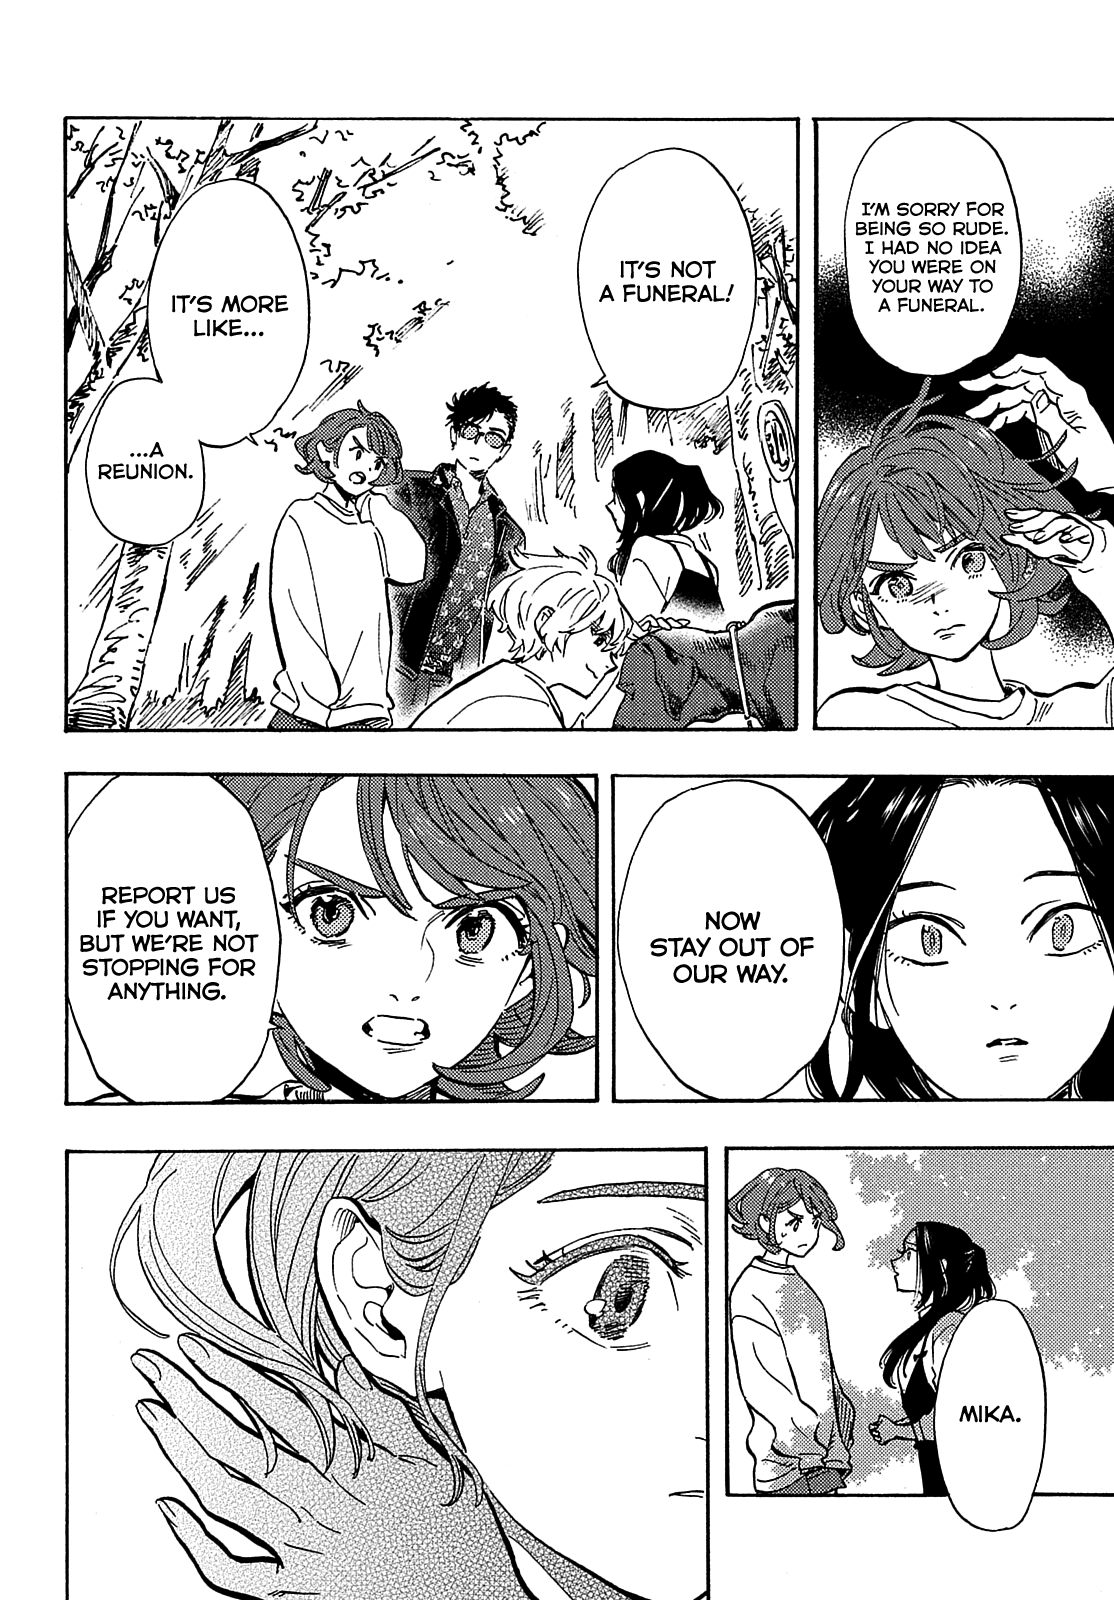 I'M SORRY FOR
BEING SO RUDE.
I HAD NO IDEA
YOU WERE ON
YOUR WAY TO
A FUNERAL.
IT'S NOT
A FUNERAL!
IT'S MORE
LIKE...
...A
REUNION.
NOW
STAY OUT OF
OUR WAY.
REPORT US
IF YOU WANT,
BUT WE'RE NOT
STOPPING FOR
ANYTHING.
MIKA.